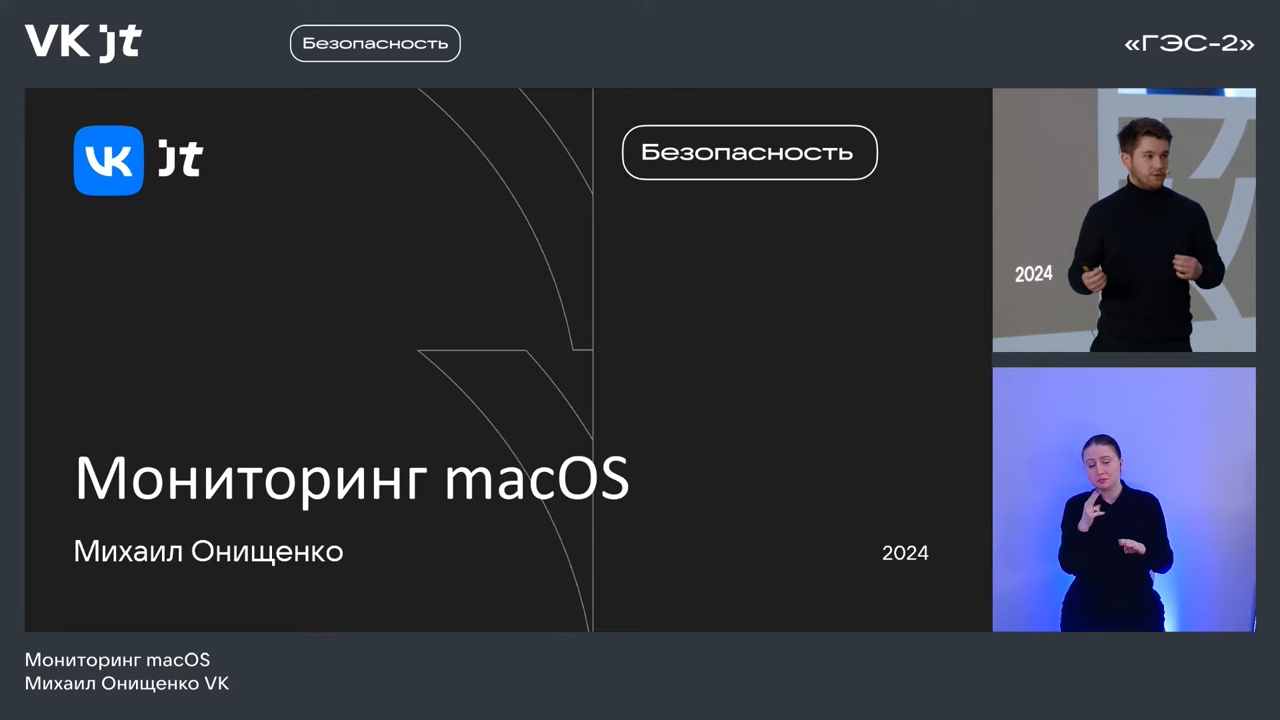 VK jt
Безопасность
«ГЭС-2»
VK jt
Безопасность
2024
Мониторинг macOS
Михаил Онищенко
2024
Мониторинг macOS
Михаил Онищенко VK